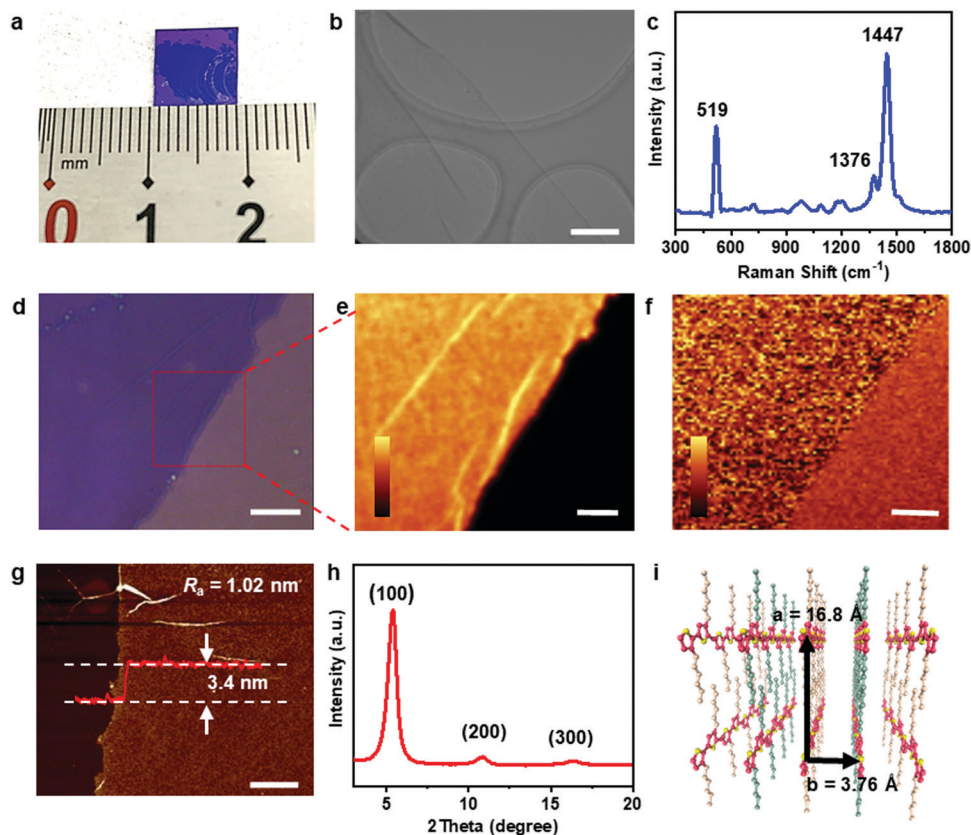 a
mm
0 1 2
b
c
Intensity (a.u.)
519
1376
1447
300 600 900 1200 1500 1800
Raman Shift (cm⁻¹)
d
e
f
g
Rₐ = 1.02 nm
3.4 nm
h
Intensity (a.u.)
(100)
(200)
(300)
5 10 15 20
2 Theta (degree)
i
a = 16.8 Å
b = 3.76 Å